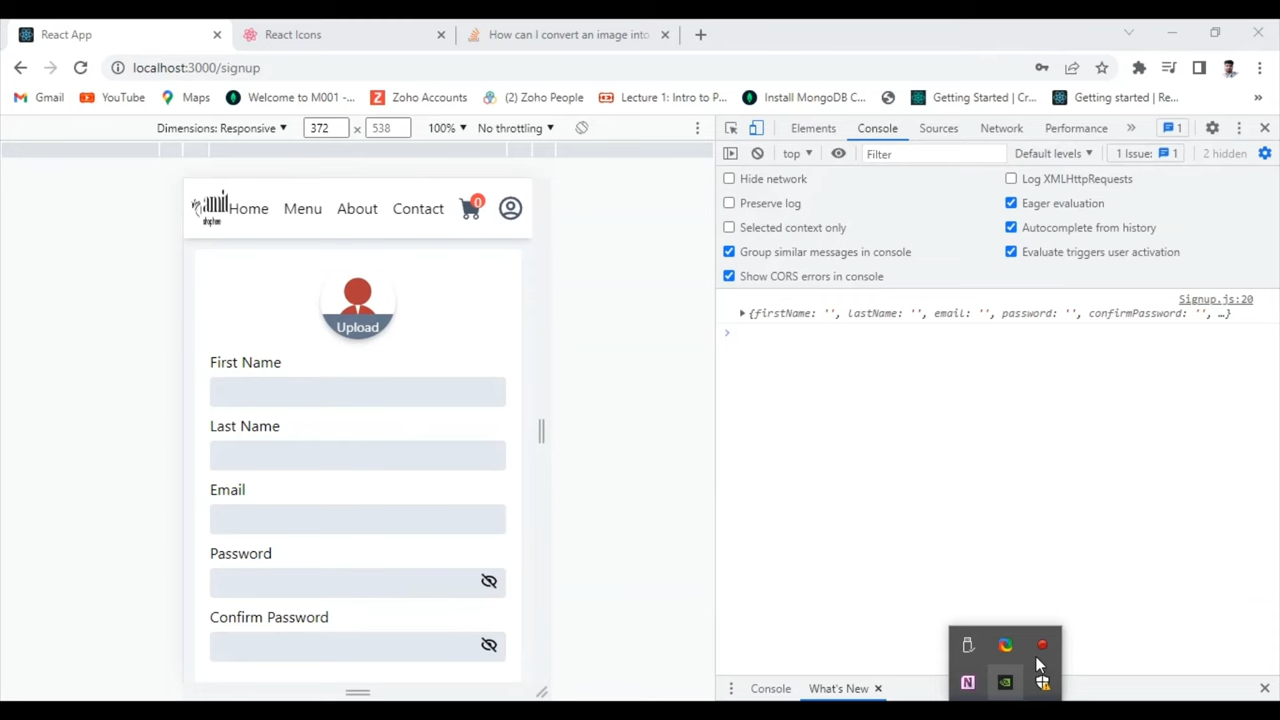 React App
React Icons
How can I convert an image into
localhost:3000/signup
Gmail
YouTube
Maps
Welcome to M001 -...
Zoho Accounts
(2) Zoho People
Lecture 1: Intro to P...
Install MongoDB C...
Getting Started | Cr...
Getting started | Re...
»
Dimensions: Responsive
372
×
538
100%
No throttling
Elements
Console
Sources
Network
Performance
»
1
top
Filter
Default levels
1 Issue:
1
2 hidden
Hide network
Log XMLHttpRequests
Preserve log
Eager evaluation
Selected context only
Autocomplete from history
Group similar messages in console
Evaluate triggers user activation
Show CORS errors in console
Signup.js:20
{firstName: '', lastName: '', email: '', password: '', confirmPassword: '', …}
Home
Menu
About
Contact
0
Upload
First Name
Last Name
Email
Password
Confirm Password
N
Console
What's New